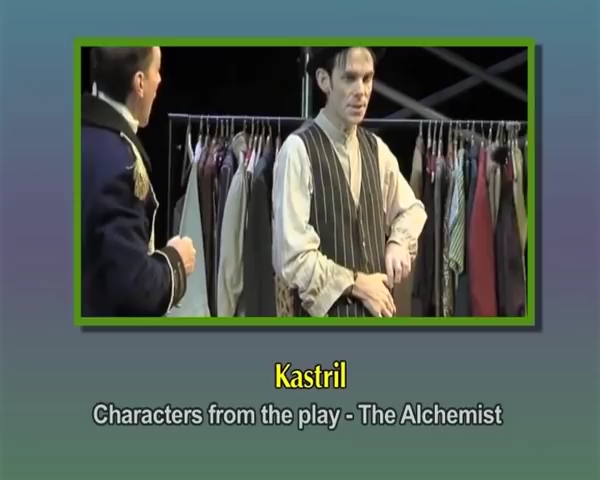 Kastril
Characters from the play - The Alchemist